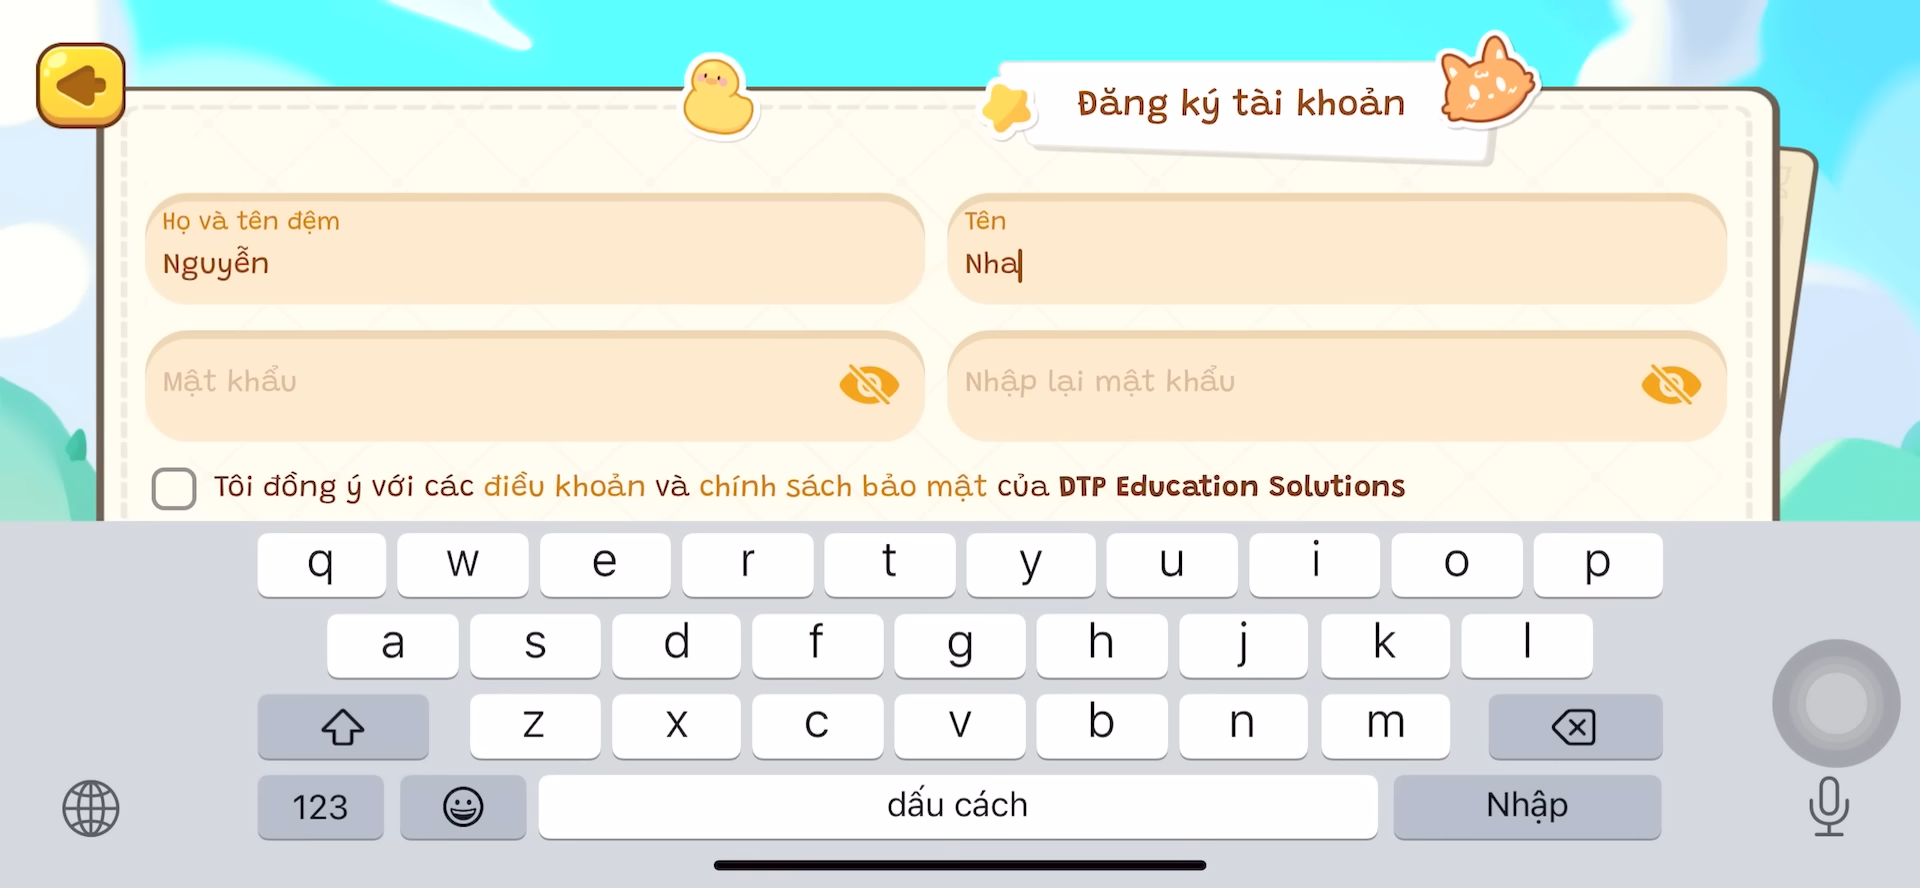 Đăng ký tài khoản
Họ và tên đệm
Nguyễn
Tên
Nha
Mật khẩu
Nhập lại mật khẩu
Tôi đồng ý với các điều khoản và chính sách bảo mật của DTP Education Solutions
q w e r t y u i o p
a s d f g h j k l
z x c v b n m
123 dấu cách Nhập